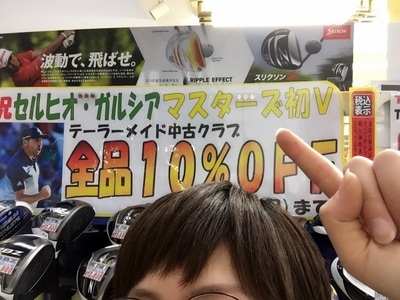 波動で、飛ばせ。
RIPPLE EFFECT
スリクソン
SRIXON
祝セルヒオ・ガルシアマスターズ初V
税込
表示
テーラーメイド中古クラブ
全品10%OFF
まで